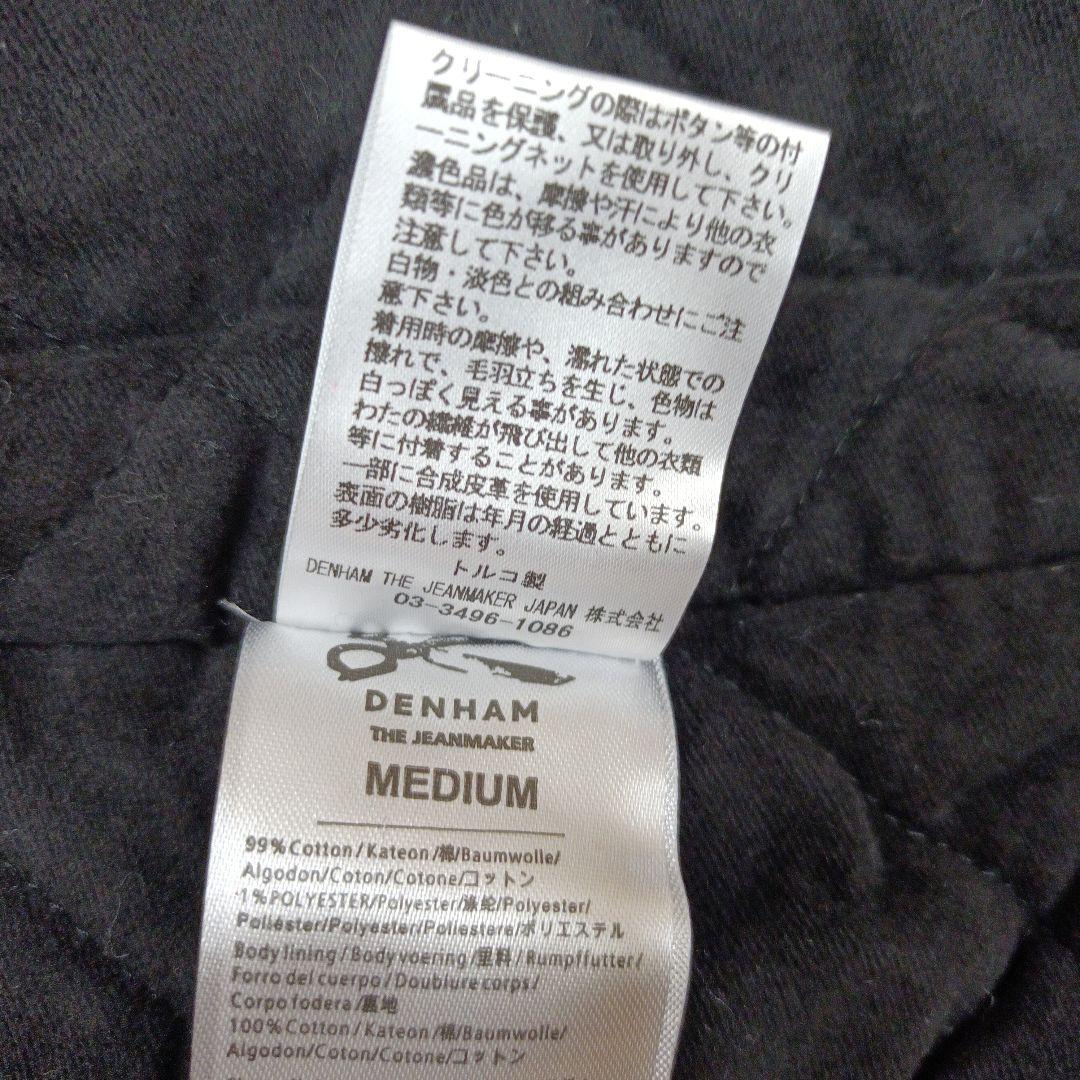 クリーニングの際はボタン等の付
属品を保護、又は取り外し、クリ
ーニングネットを使用して下さい。
濃色品は、摩擦や汗により他の衣
類等に色が移る事がありますので
注意して下さい。
白物・淡色との組み合わせにご注
意下さい。
着用時の摩擦や、濡れた状態での
擦れで、毛羽立ちを生じ、色物は
白っぽく見える事があります。
わたの繊維が飛び出して他の衣類
等に付着することがあります。
一部に合成皮革を使用しています。
表面の樹脂は年月の経過とともに
多少劣化します。
トルコ製
DENHAM THE JEANMAKER JAPAN 株式会社
03-3496-1086
DENHAM
THE JEANMAKER
MEDIUM
99%Cotton/Kateon/棉/Baumwolle/
Algodon/Coton/Cotone/コットン
1%POLYESTER/Polyester/涤纶/Polyester/
Poliéster/Polyester/Poliestere/ポリエステル
Body lining/Body voering/里料/Rumpffutter/
Forro del cuerpo/Doublure corps/
Corpo fodera/裏地
100%Cotton/Kateon/棉/Baumwolle/
Algodon/Coton/Cotone/コットン